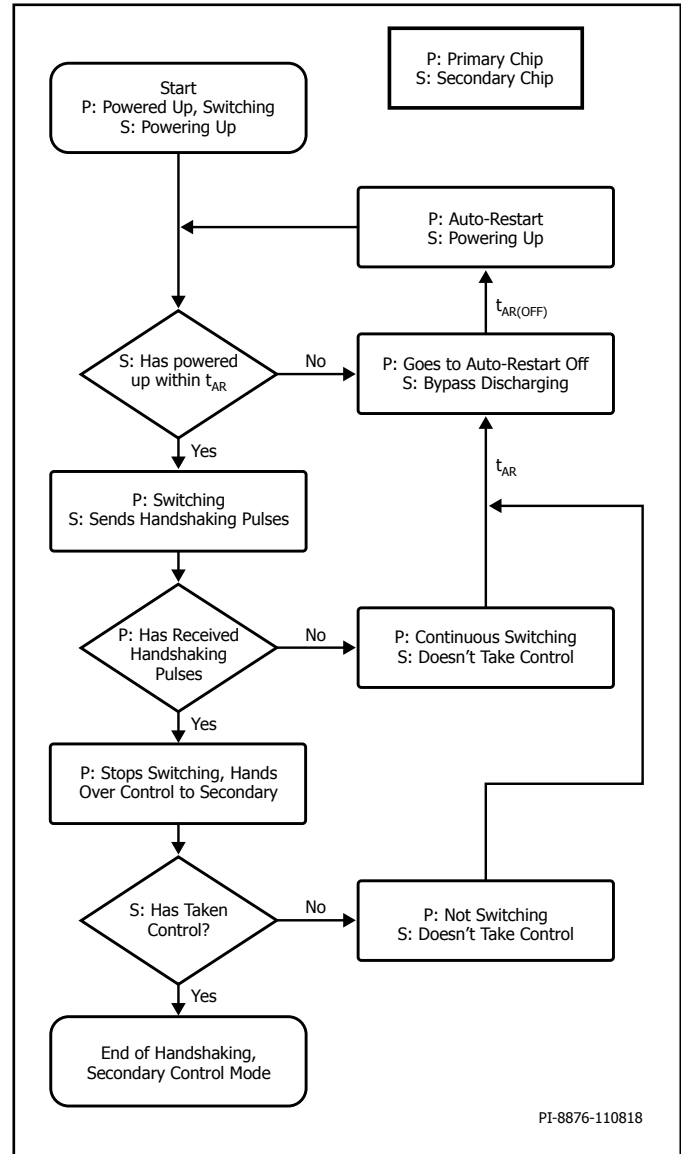 P: Primary Chip
S: Secondary Chip
Start
P: Powered Up, Switching
S: Powering Up
P: Auto-Restart
S: Powering Up
t_AR(OFF)
S: Has powered
up within t_AR
No
P: Goes to Auto-Restart Off
S: Bypass Discharging
Yes
t_AR
P: Switching
S: Sends Handshaking Pulses
P: Has Received
Handshaking
Pulses
No
P: Continuous Switching
S: Doesn't Take Control
Yes
P: Stops Switching, Hands
Over Control to Secondary
S: Has Taken
Control?
No
P: Not Switching
S: Doesn't Take Control
Yes
End of Handshaking,
Secondary Control Mode
PI-8876-110818